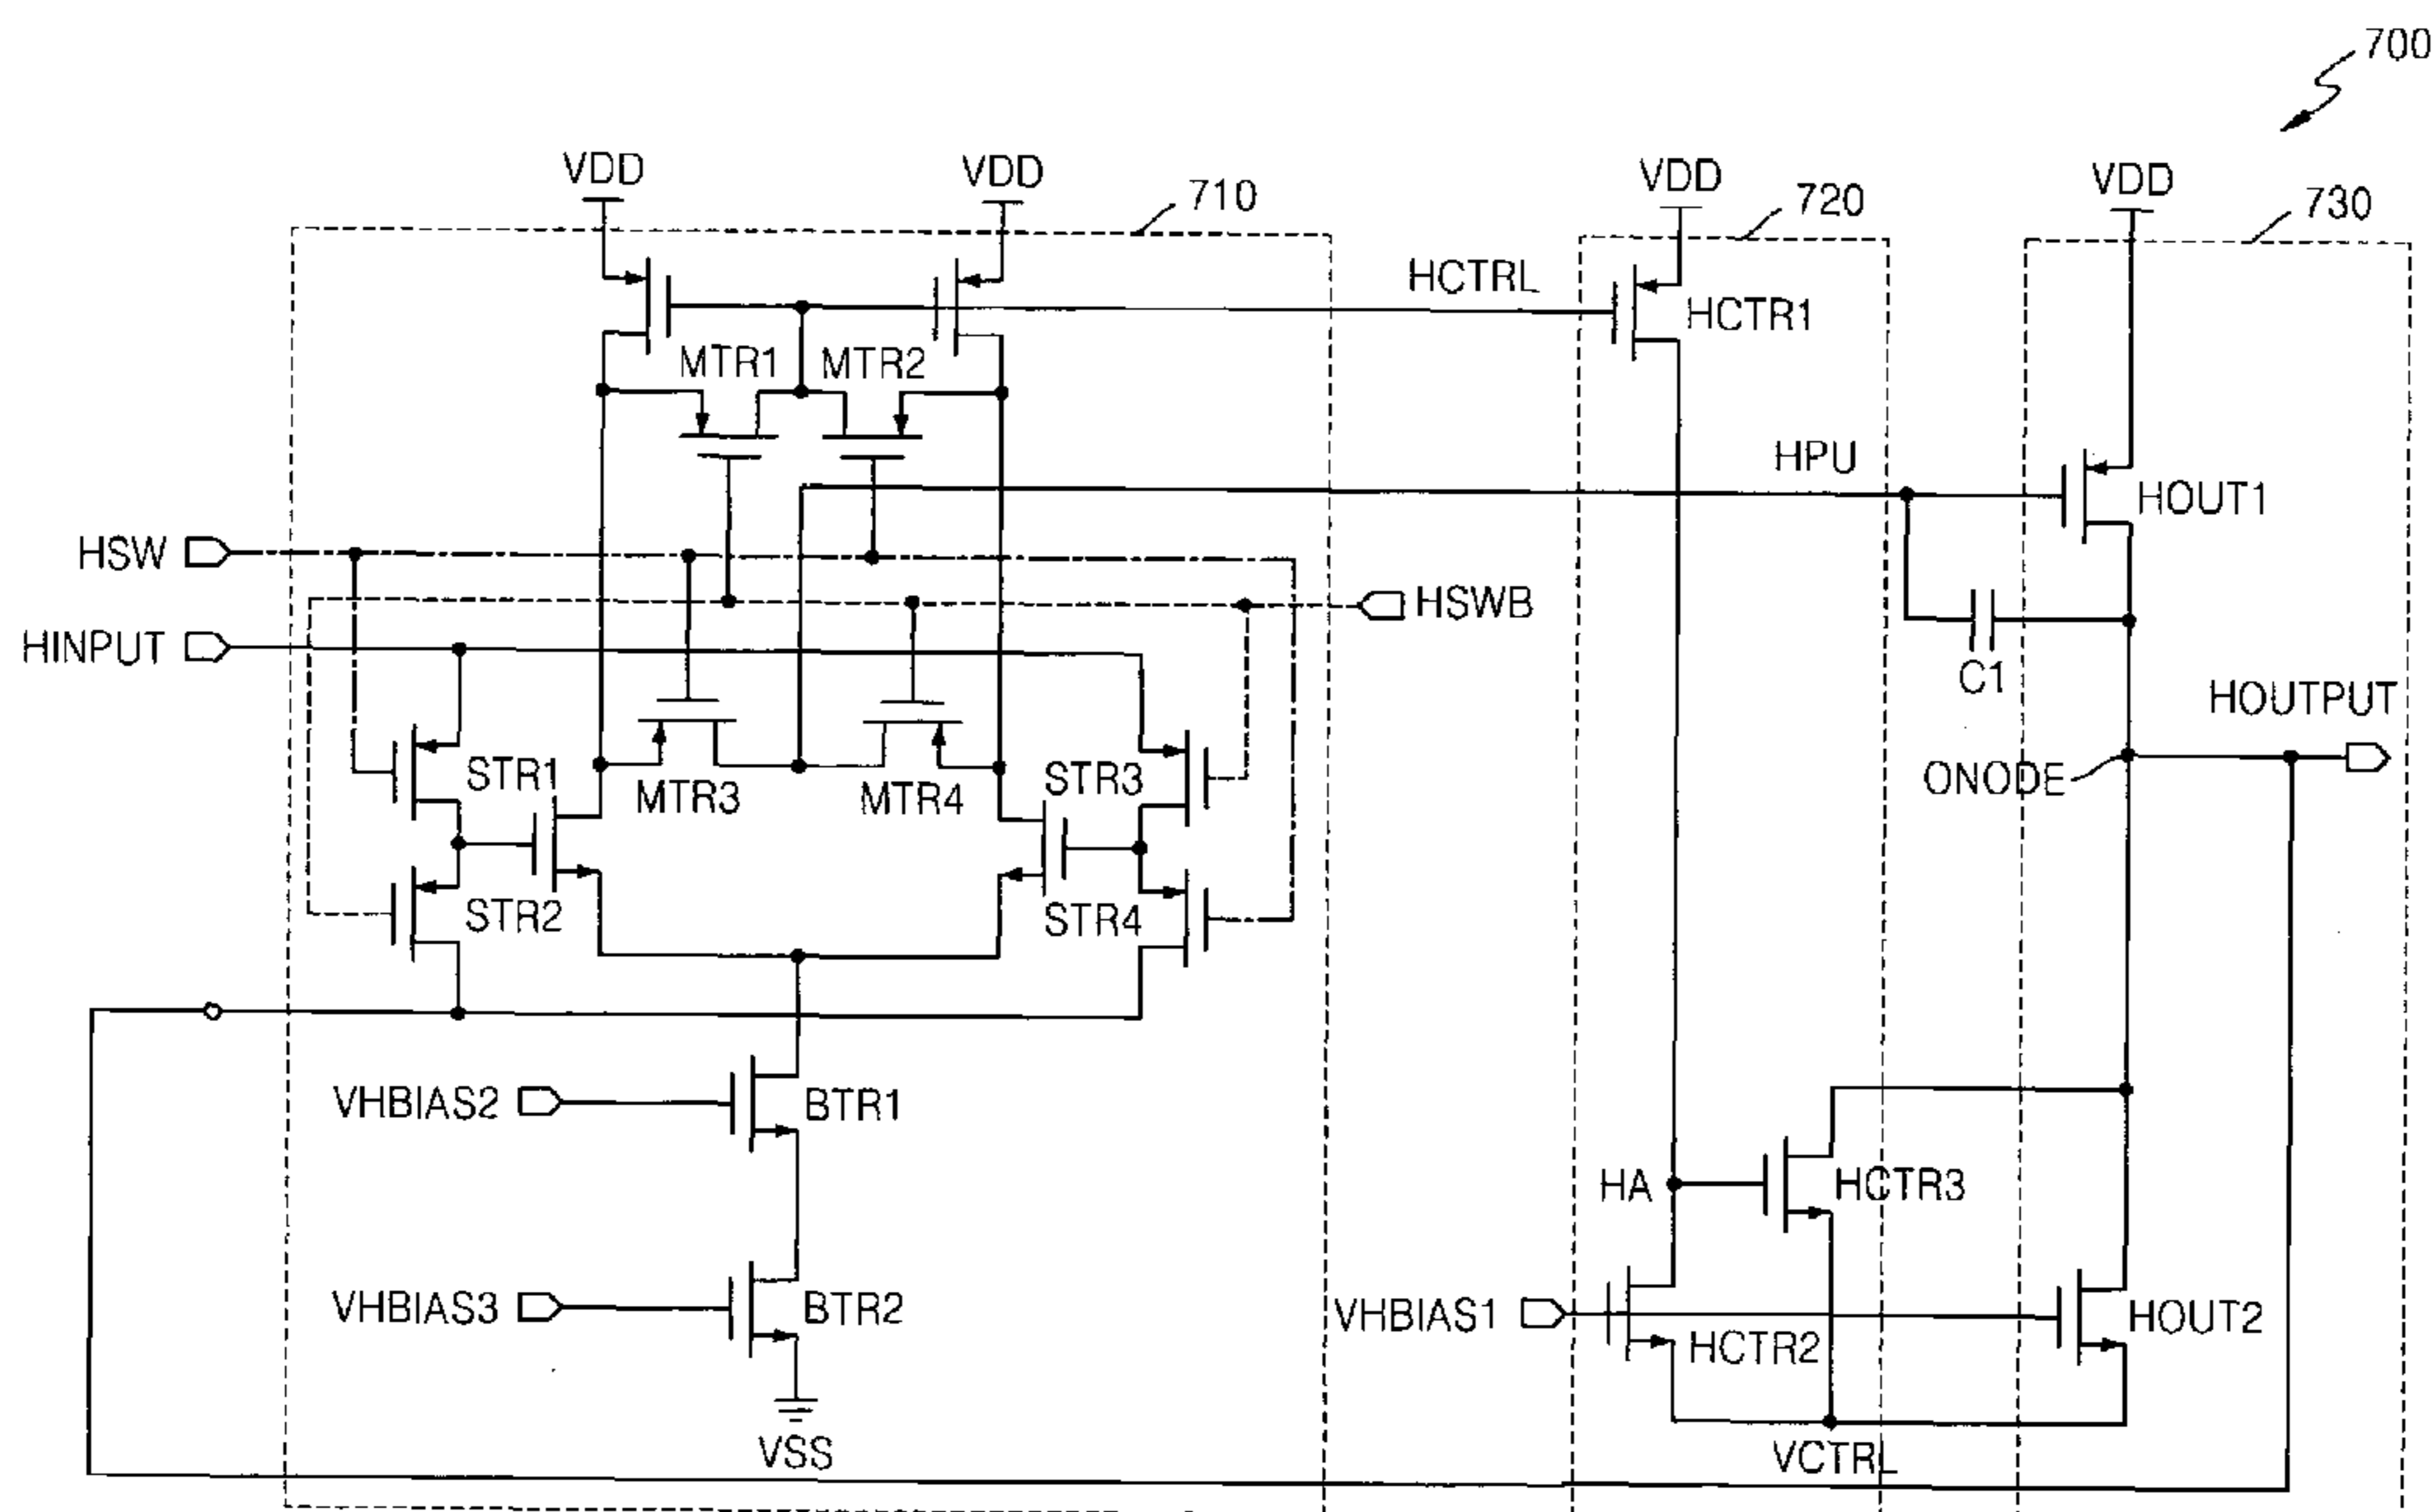 700
VDD
VDD
VDD
VDD
710
720
730
HCTRL
HCTR1
MTR1
MTR2
HPU
HOUT1
HSW
HSWB
HINPUT
C1
HOUTPUT
STR1
MTR3
MTR4
STR3
ONODE
STR2
STR4
VHBIAS2
BTR1
HA
HCTR3
VHBIAS3
BTR2
VHBIAS1
HCTR2
HOUT2
VSS
VCTRL